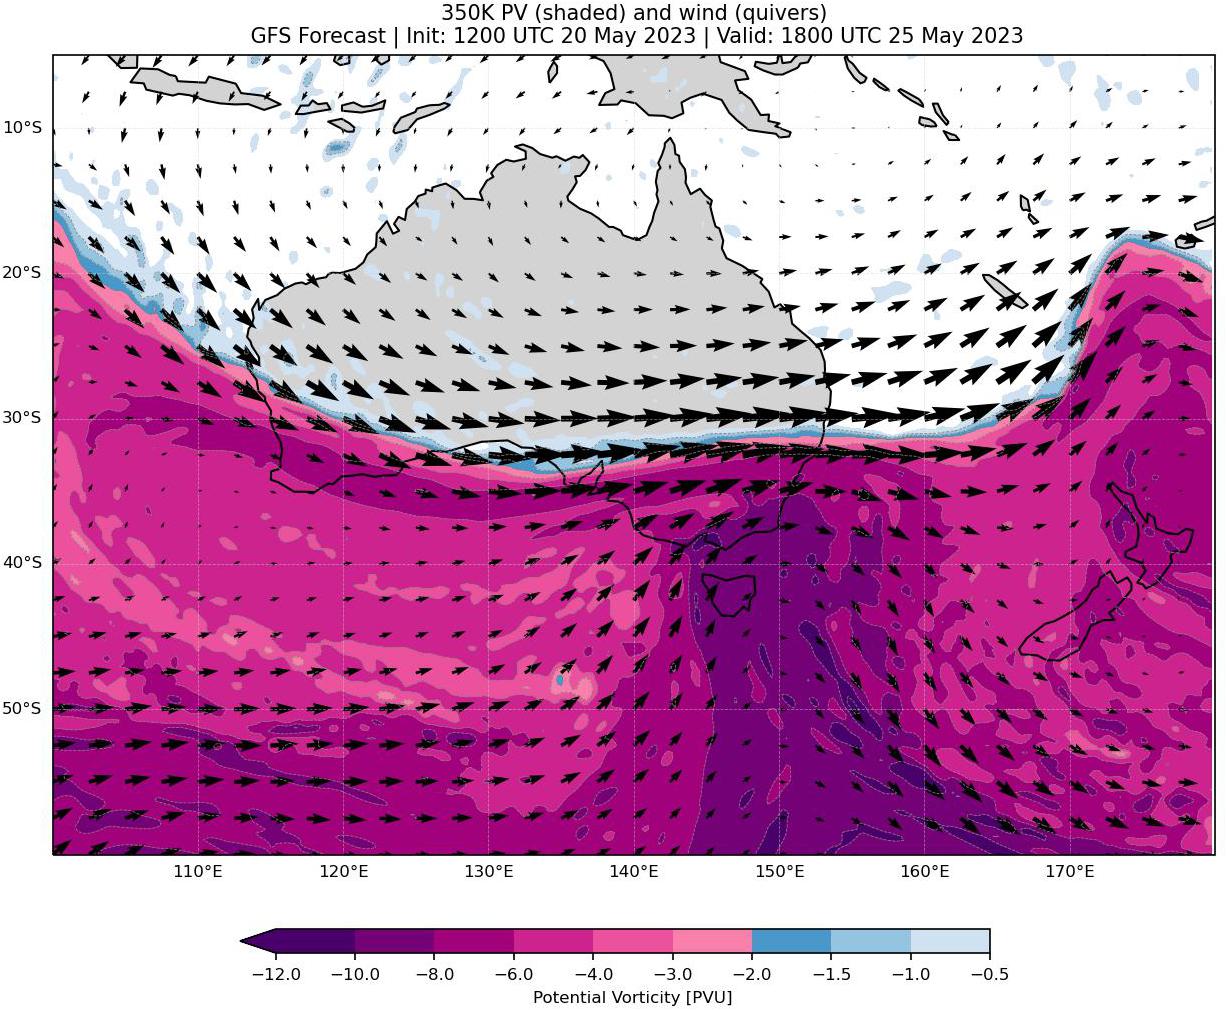 350K PV (shaded) and wind (quivers)
GFS Forecast | Init: 1200 UTC 20 May 2023 | Valid: 1800 UTC 25 May 2023
10°S
20°S
30°S
40°S
50°S
110°E 120°E 130°E 140°E 150°E 160°E 170°E
−12.0 −10.0 −8.0 −6.0 −4.0 −3.0 −2.0 −1.5 −1.0 −0.5
Potential Vorticity [PVU]